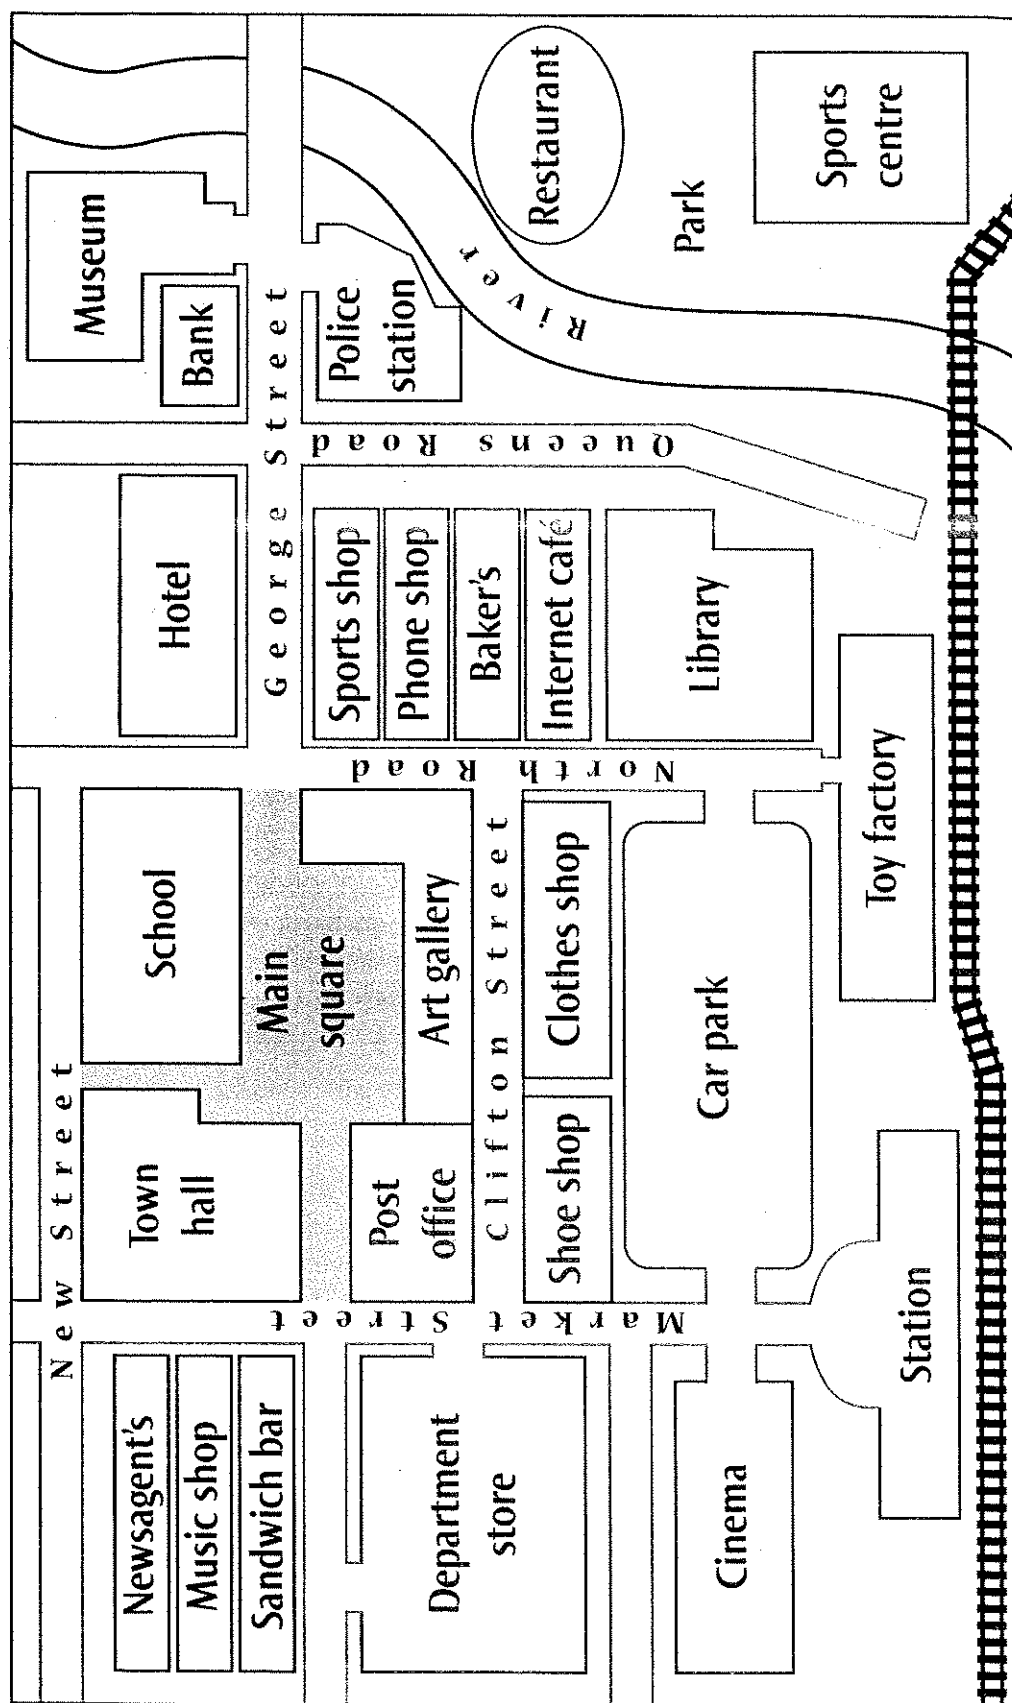 New Street
Newsagent's
Music shop
Sandwich bar
Town
hall
School
Hotel
Museum
Bank
Main
square
George Street
Market Street
Post
office
Art gallery
North Road
Sports shop
Phone shop
Baker's
Internet café
Queens Road
Police
station
River
Restaurant
Department
store
Clifton Street
Shoe shop
Clothes shop
Library
Park
Cinema
Car park
Station
Toy factory
Sports
centre